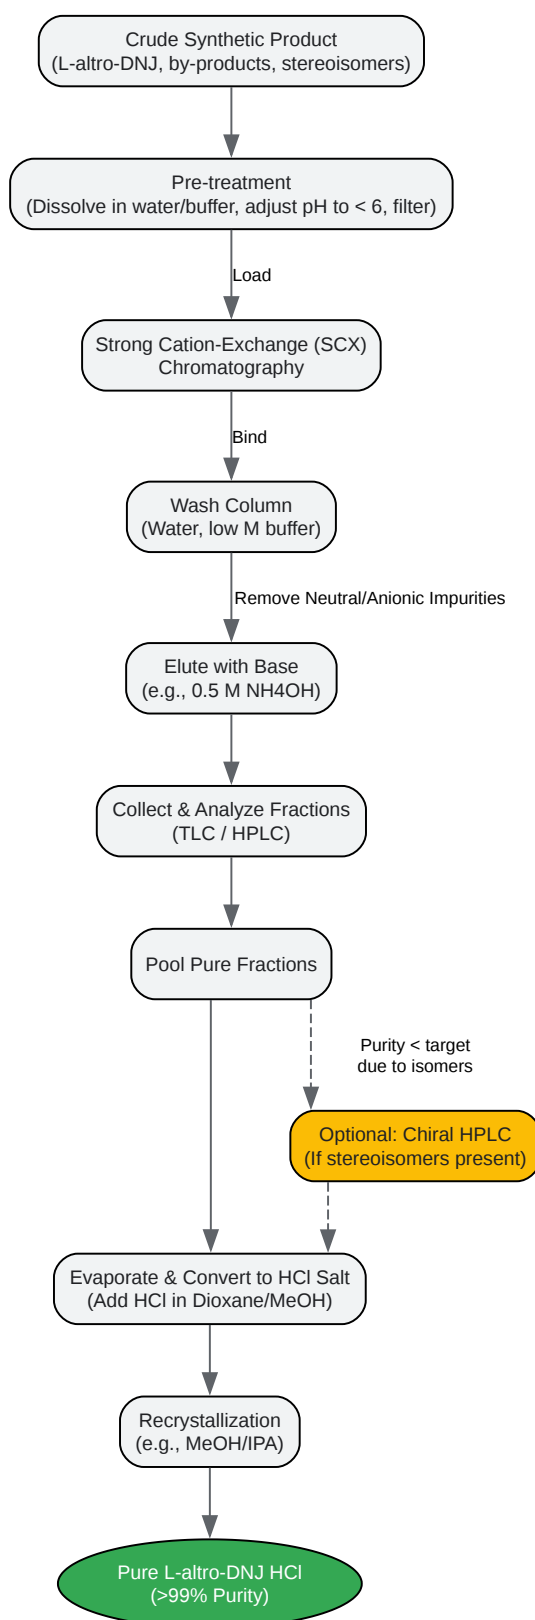 Crude Synthetic Product
(L-altro-DNJ, by-products, stereoisomers)
Pre-treatment
(Dissolve in water/buffer, adjust pH to < 6, filter)
Load
Strong Cation-Exchange (SCX)
Chromatography
Bind
Wash Column
(Water, low M buffer)
Remove Neutral/Anionic Impurities
Elute with Base
(e.g., 0.5 M NH4OH)
Collect & Analyze Fractions
(TLC / HPLC)
Pool Pure Fractions
Purity < target
due to isomers
Optional: Chiral HPLC
(If stereoisomers present)
Evaporate & Convert to HCl Salt
(Add HCl in Dioxane/MeOH)
Recrystallization
(e.g., MeOH/IPA)
Pure L-altro-DNJ HCl
(>99% Purity)